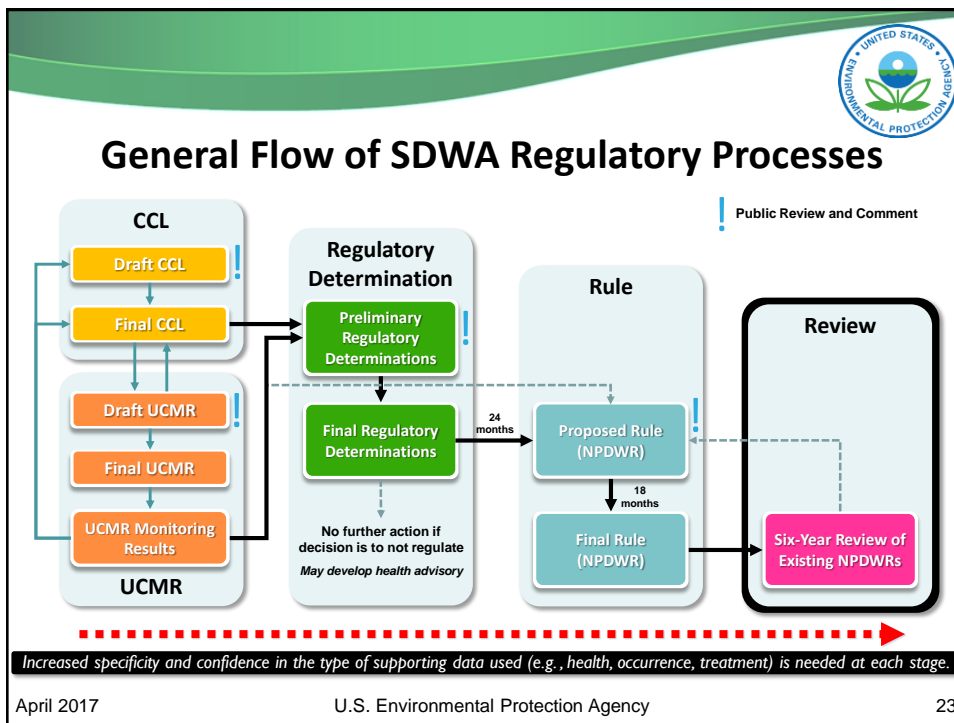 UNITED STATES
ENVIRONMENTAL PROTECTION AGENCY
General Flow of SDWA Regulatory Processes
! Public Review and Comment
CCL
Draft CCL
!
Final CCL
UCMR
Draft UCMR
!
Final UCMR
UCMR Monitoring
Results
Regulatory
Determination
Preliminary
Regulatory
Determinations
!
Final Regulatory
Determinations
No further action if
decision is to not regulate
May develop health advisory
24
months
Rule
Proposed Rule
(NPDWR)
!
18
months
Final Rule
(NPDWR)
Review
Six-Year Review of
Existing NPDWRs
Increased specificity and confidence in the type of supporting data used (e.g., health, occurrence, treatment) is needed at each stage.
April 2017
U.S. Environmental Protection Agency
23